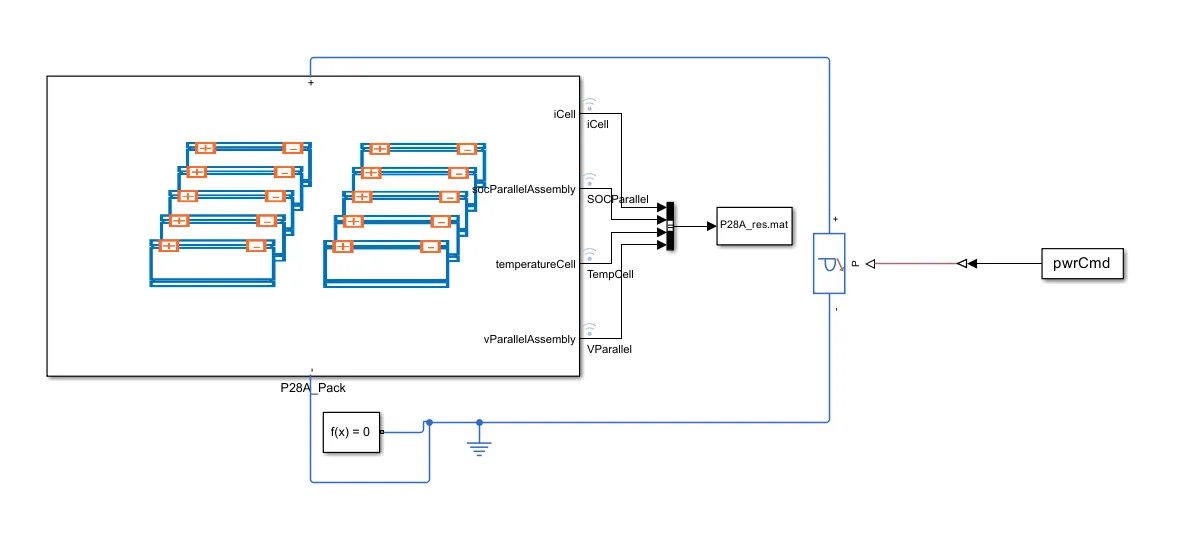 +
iCell
iCell
socParallelAssembly
SOCParallel
P28A_res.mat
+
P
pwrCmd
temperatureCell
TempCell
vParallelAssembly
VParallel
-
-
P28A_Pack
f(x) = 0